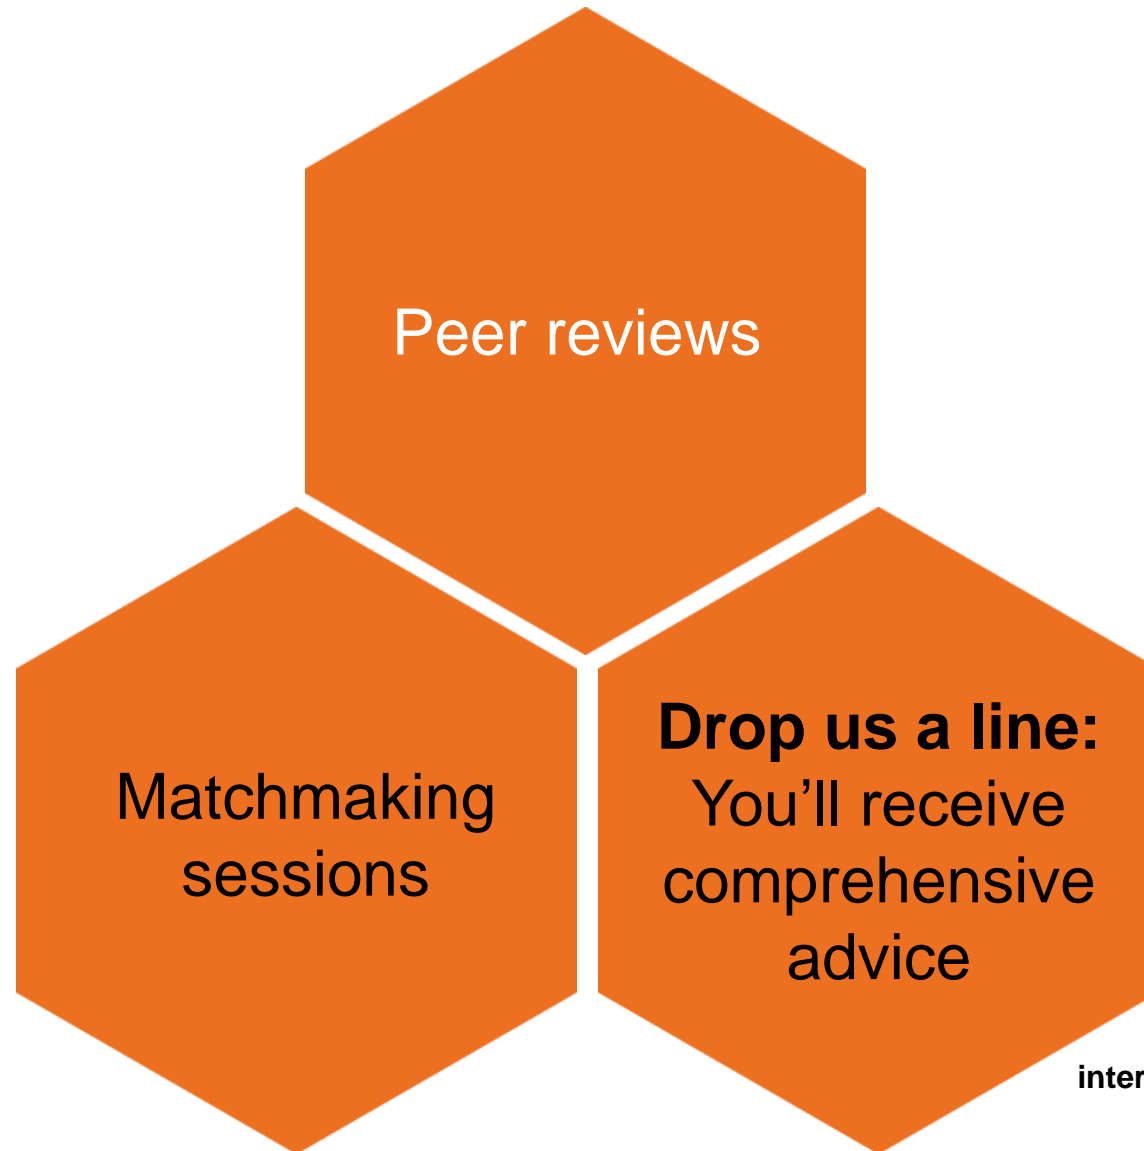 Peer reviews
Matchmaking
sessions
Drop us a line:
You’ll receive
comprehensive
advice
inter